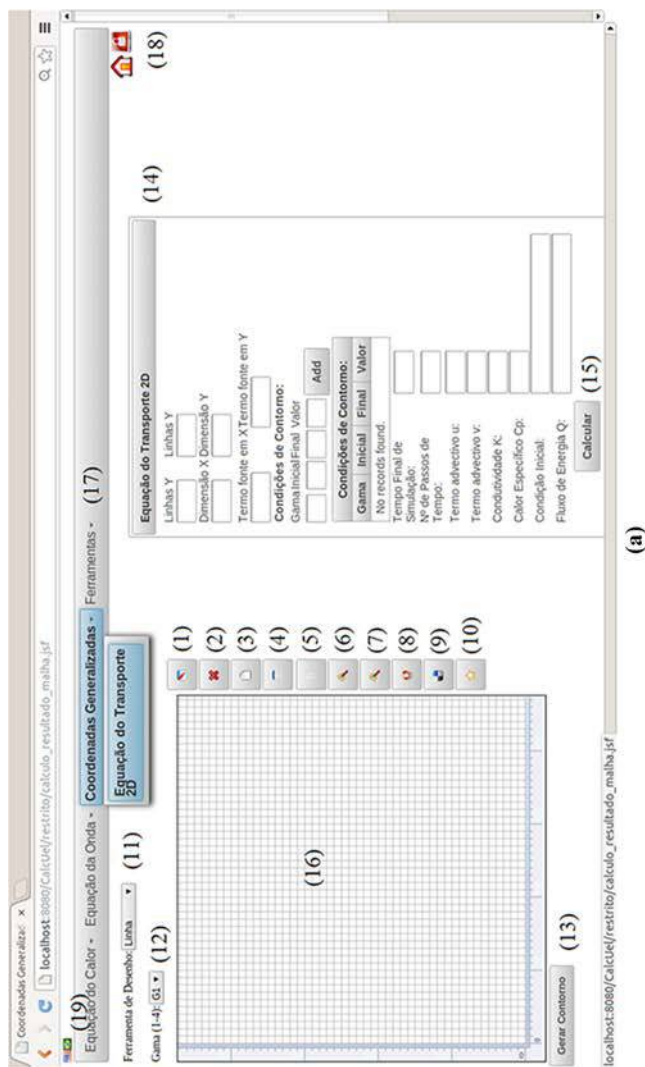 Coordenadas Generaliza: ×
localhost:8080/CalcUel/restrito/calculo_resultado_malha.jsf
(19)
Equação do Calor Equação da Onda Coordenadas Generalizadas Ferramentas (17)
(18)
Equação do Transporte
2D
Ferramenta de Desenho: Linha (11)
Gama (1-4): G1 (12)
(1)
(2)
(3)
(4)
(5)
(6)
(7)
(8)
(9)
(10)
(16)
Gerar Contorno (13)
(14)
Equação do Transporte 2D
Linhas Y Linhas Y
Dimensão X Dimensão Y
Termo fonte em X Termo fonte em Y
Condições de Contorno:
Gama Inicial Final Valor
Add
Condições de Contorno:
Gama Inicial Final Valor
No records found.
Tempo Final de
Simulação:
Nº de Passos de
Tempo:
Termo advectivo u:
Termo advectivo v:
Condutividade K:
Calor Específico Cp:
Condição Inicial:
Fluxo de Energia Q:
Calcular (15)
localhost:8080/CalcUel/restrito/calculo_resultado_malha.jsf
(a)